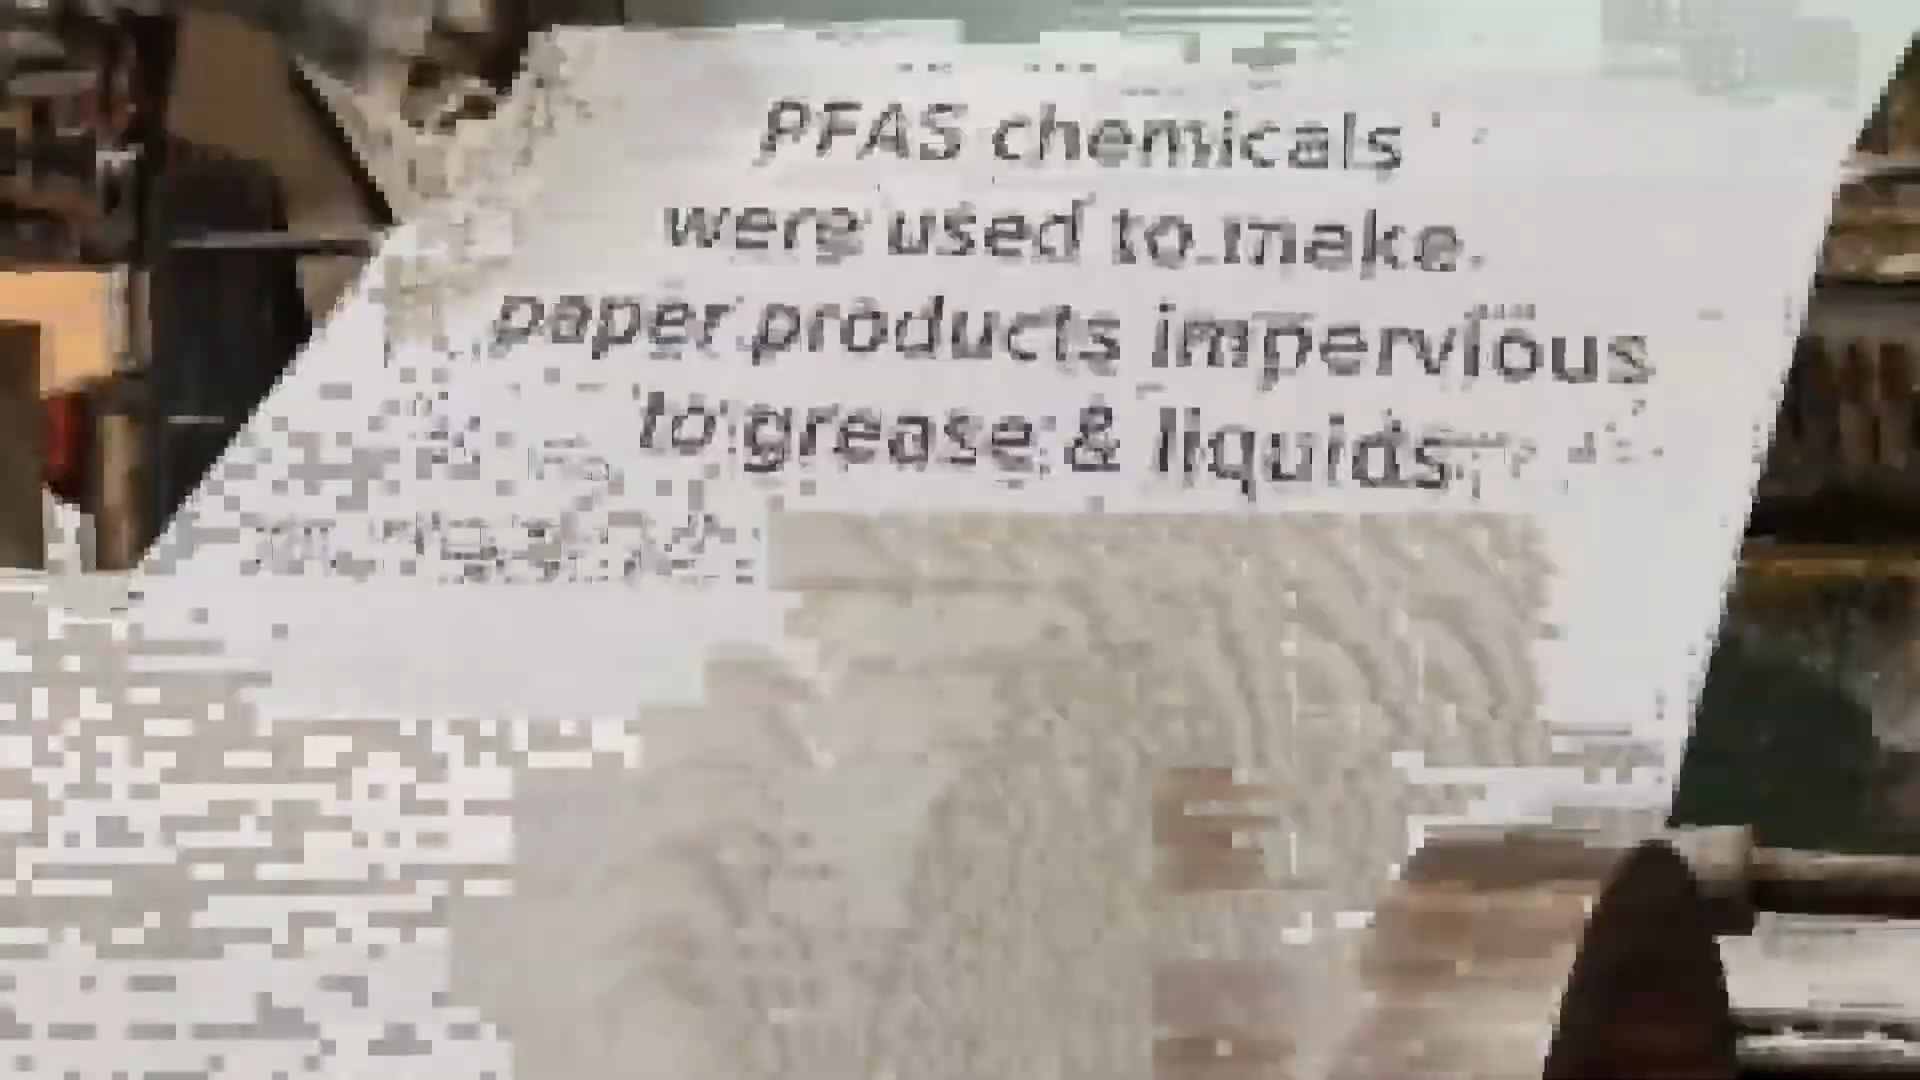 PFAS chemicals
were used to make
paper products impervious
to grease & liquids